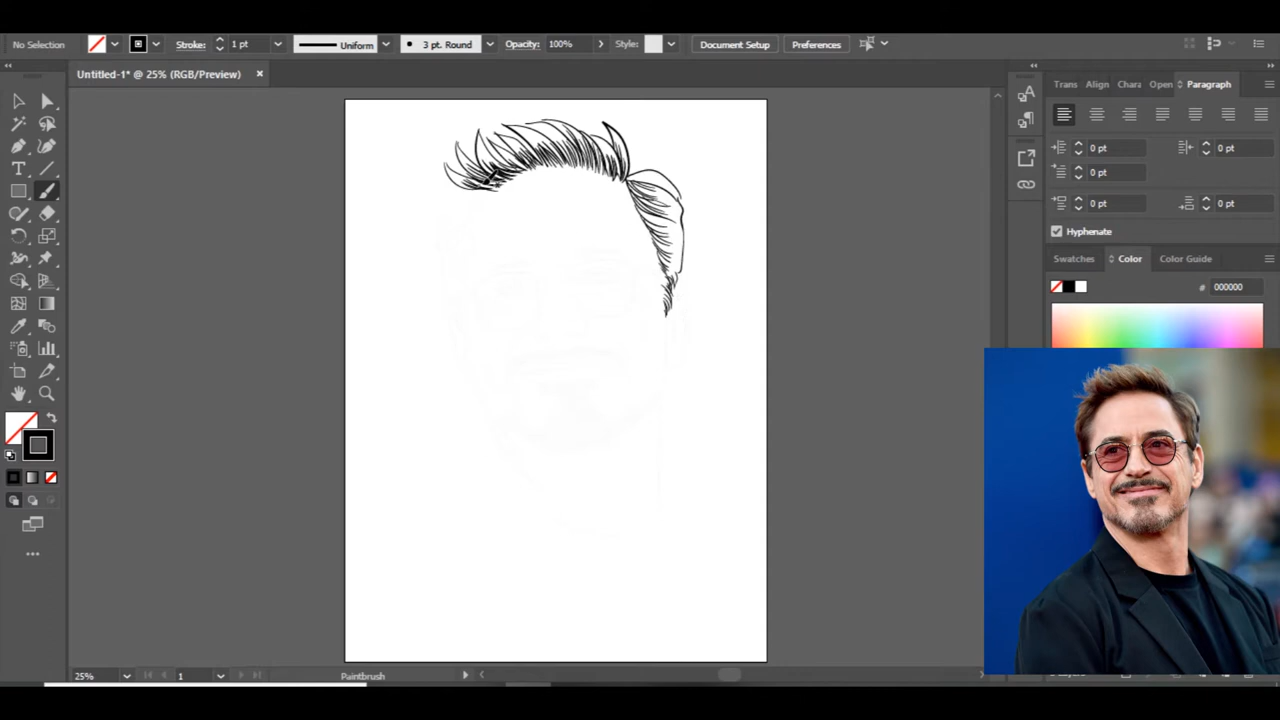 No Selection Stroke: 1 pt Uniform 3 pt. Round Opacity: 100% Style: Document Setup Preferences
Untitled-1* @ 25% (RGB/Preview)
Trans Align Chara Open Paragraph
0 pt 0 pt
0 pt
0 pt 0 pt
Hyphenate
Swatches Color Color Guide
# 000000
25% 1 Paintbrush